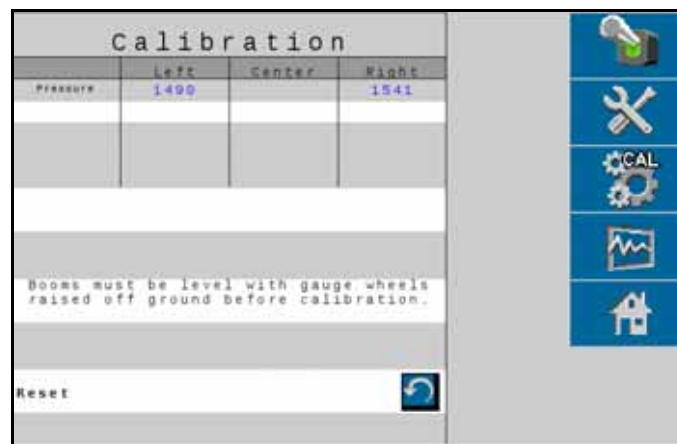 Calibration
Left Center Right
Pressure 1490 1541
Booms must be level with gauge wheels
raised off ground before calibration.
Reset
CAL